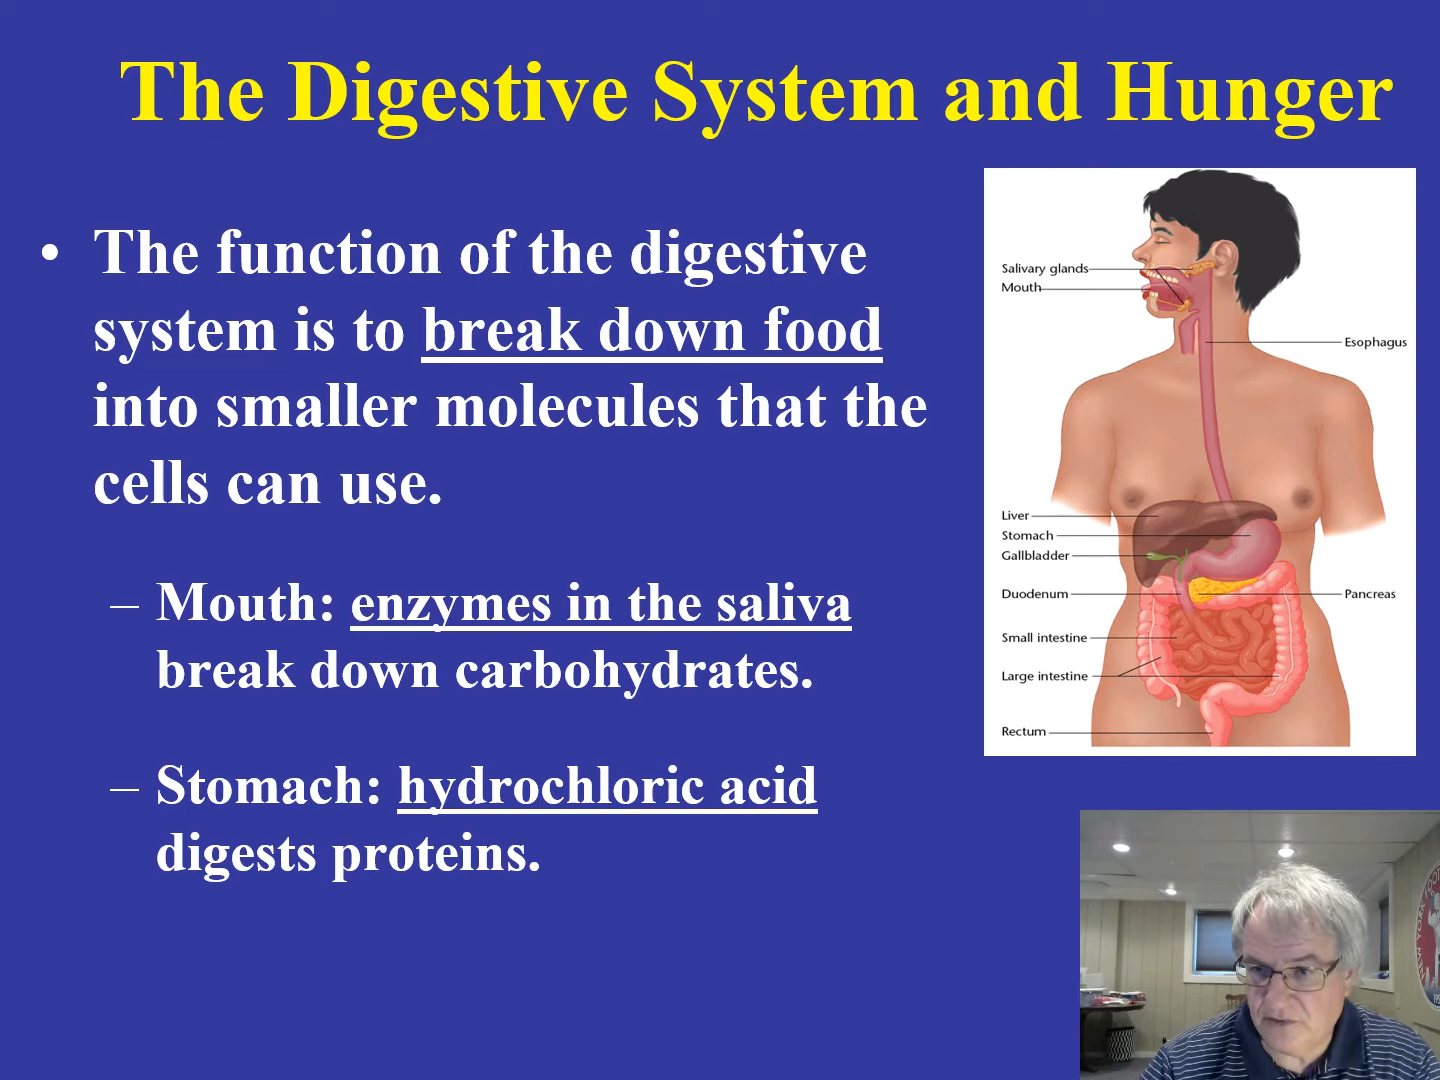 The Digestive System and Hunger
• The function of the digestive
system is to break down food
into smaller molecules that the
cells can use.
– Mouth: enzymes in the saliva
break down carbohydrates.
– Stomach: hydrochloric acid
digests proteins.
Salivary glands
Mouth
Esophagus
Liver
Stomach
Gallbladder
Duodenum
Pancreas
Small intestine
Large intestine
Rectum